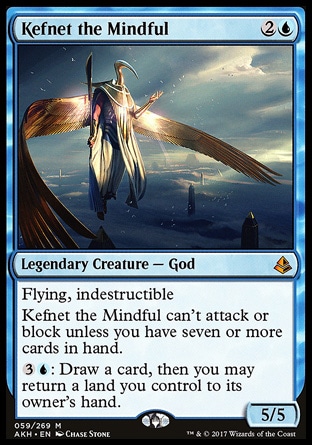 Kefnet the Mindful 2
Legendary Creature — God
Flying, indestructible
Kefnet the Mindful can't attack or
block unless you have seven or more
cards in hand.
3 : Draw a card, then you may
return a land you control to its
owner's hand.
5/5
059/269 M
AKH • EN Chase Stone
™ & © 2017 Wizards of the Coast